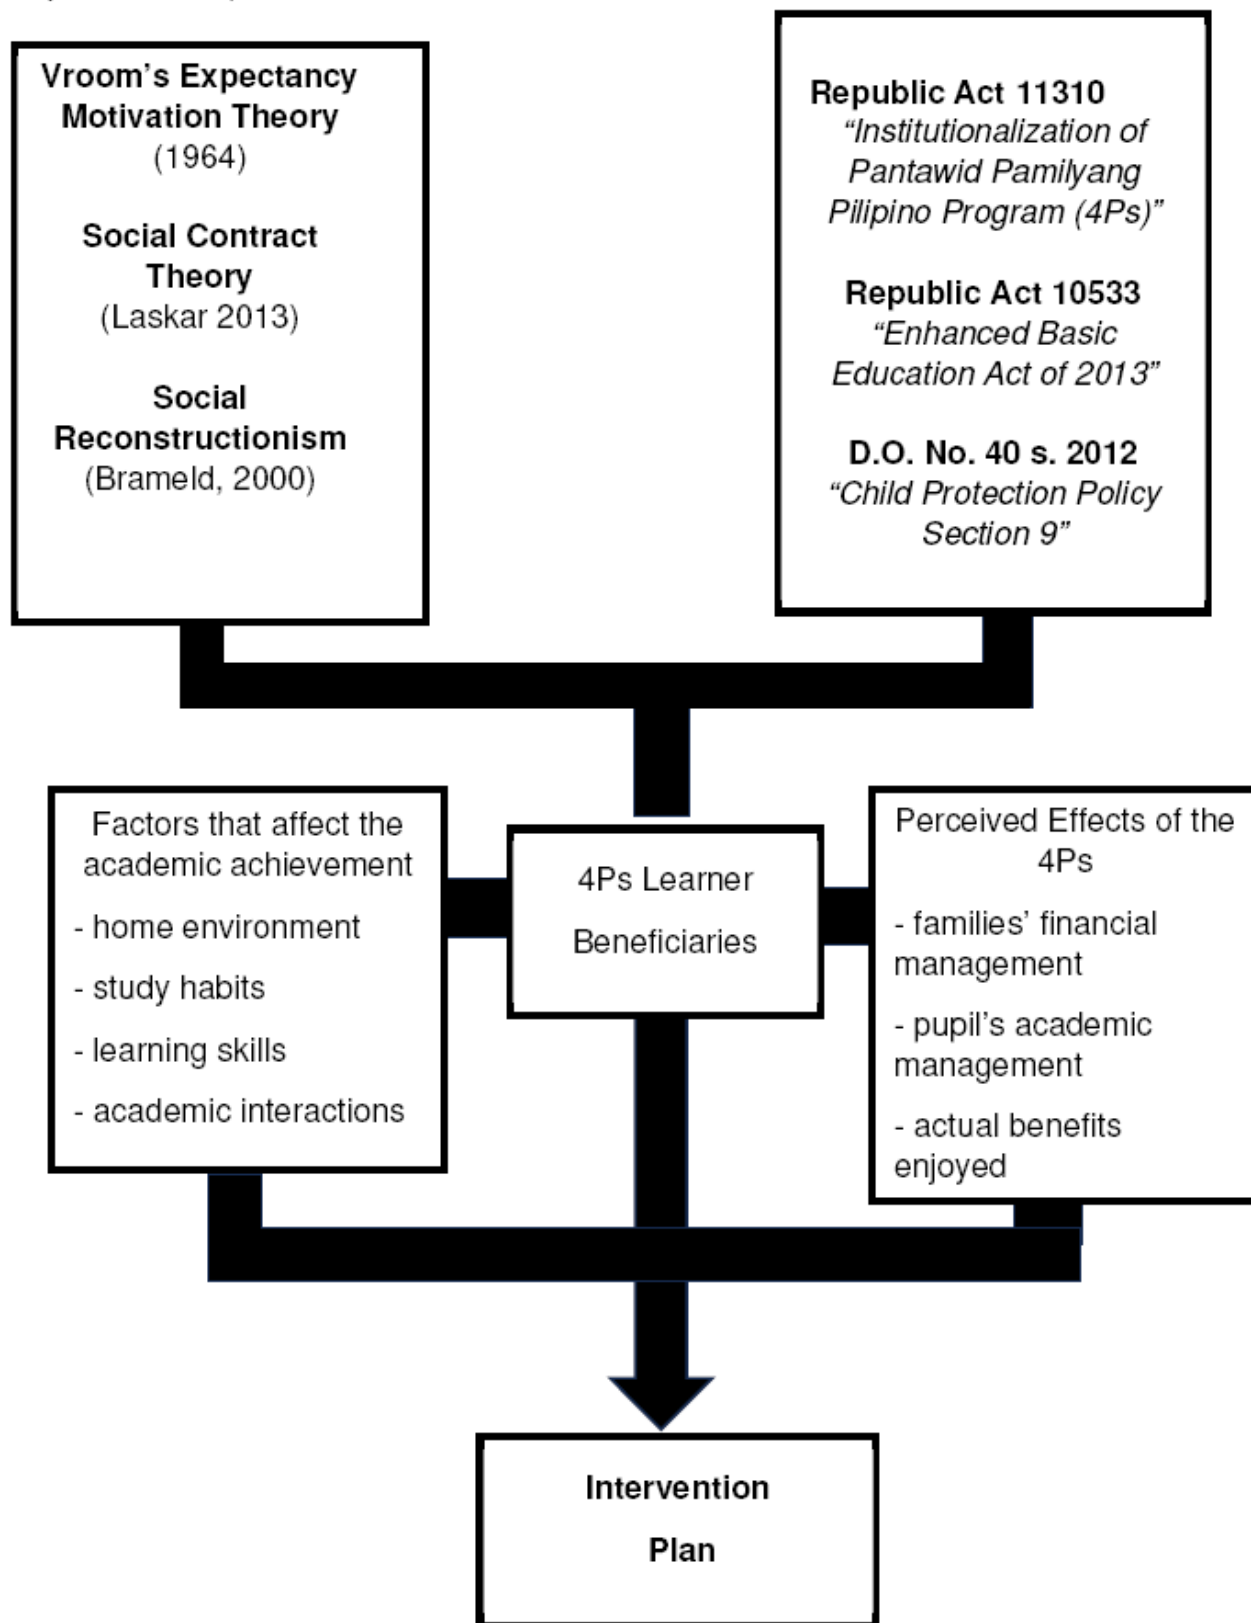 Vroom's Expectancy
Motivation Theory
(1964)
Social Contract
Theory
(Laskar 2013)
Social
Reconstructionism
(Brameld, 2000)
Republic Act 11310
“Institutionalization of
Pantawid Pamilyang
Pilipino Program (4Ps)”
Republic Act 10533
“Enhanced Basic
Education Act of 2013”
D.O. No. 40 s. 2012
“Child Protection Policy
Section 9”
Factors that affect the
academic achievement
- home environment
- study habits
- learning skills
- academic interactions
4Ps Learner
Beneficiaries
Perceived Effects of the
4Ps
- families’ financial
management
- pupil’s academic
management
- actual benefits
enjoyed
Intervention
Plan